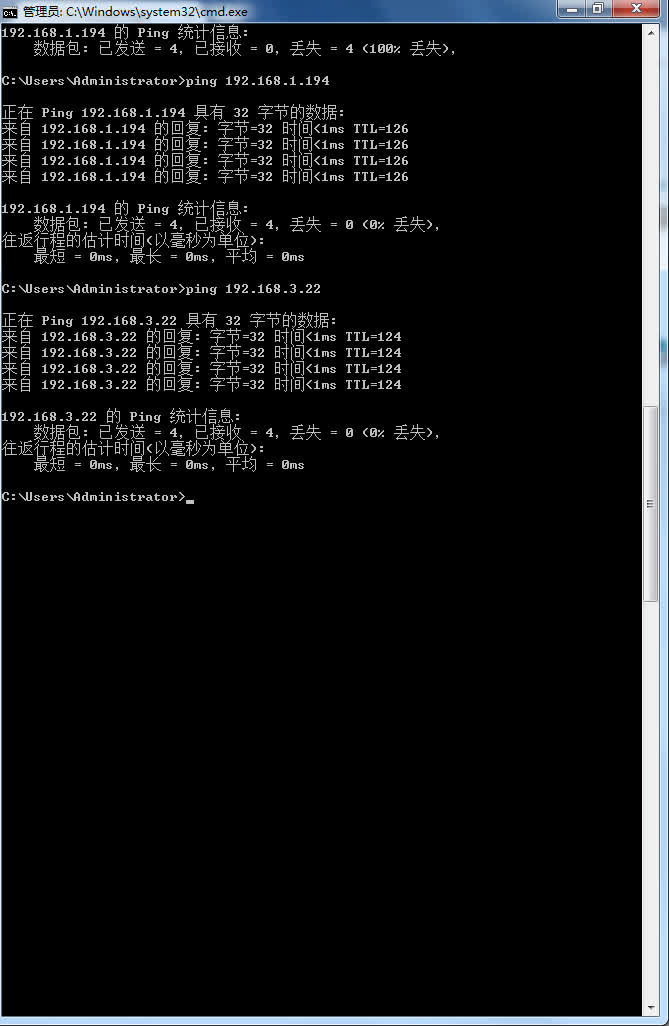 管理员: C:\Windows\system32\cmd.exe
192.168.1.194 的 Ping 统计信息:
数据包: 已发送 = 4, 已接收 = 0, 丢失 = 4 (100% 丢失),
C:\Users\Administrator>ping 192.168.1.194
正在 Ping 192.168.1.194 具有 32 字节的数据:
来自 192.168.1.194 的回复: 字节=32 时间<1ms TTL=126
来自 192.168.1.194 的回复: 字节=32 时间<1ms TTL=126
来自 192.168.1.194 的回复: 字节=32 时间<1ms TTL=126
来自 192.168.1.194 的回复: 字节=32 时间<1ms TTL=126
192.168.1.194 的 Ping 统计信息:
数据包: 已发送 = 4, 已接收 = 4, 丢失 = 0 (0% 丢失),
往返行程的估计时间(以毫秒为单位):
最短 = 0ms, 最长 = 0ms, 平均 = 0ms
C:\Users\Administrator>ping 192.168.3.22
正在 Ping 192.168.3.22 具有 32 字节的数据:
来自 192.168.3.22 的回复: 字节=32 时间<1ms TTL=124
来自 192.168.3.22 的回复: 字节=32 时间<1ms TTL=124
来自 192.168.3.22 的回复: 字节=32 时间<1ms TTL=124
来自 192.168.3.22 的回复: 字节=32 时间<1ms TTL=124
192.168.3.22 的 Ping 统计信息:
数据包: 已发送 = 4, 已接收 = 4, 丢失 = 0 (0% 丢失),
往返行程的估计时间(以毫秒为单位):
最短 = 0ms, 最长 = 0ms, 平均 = 0ms
C:\Users\Administrator>